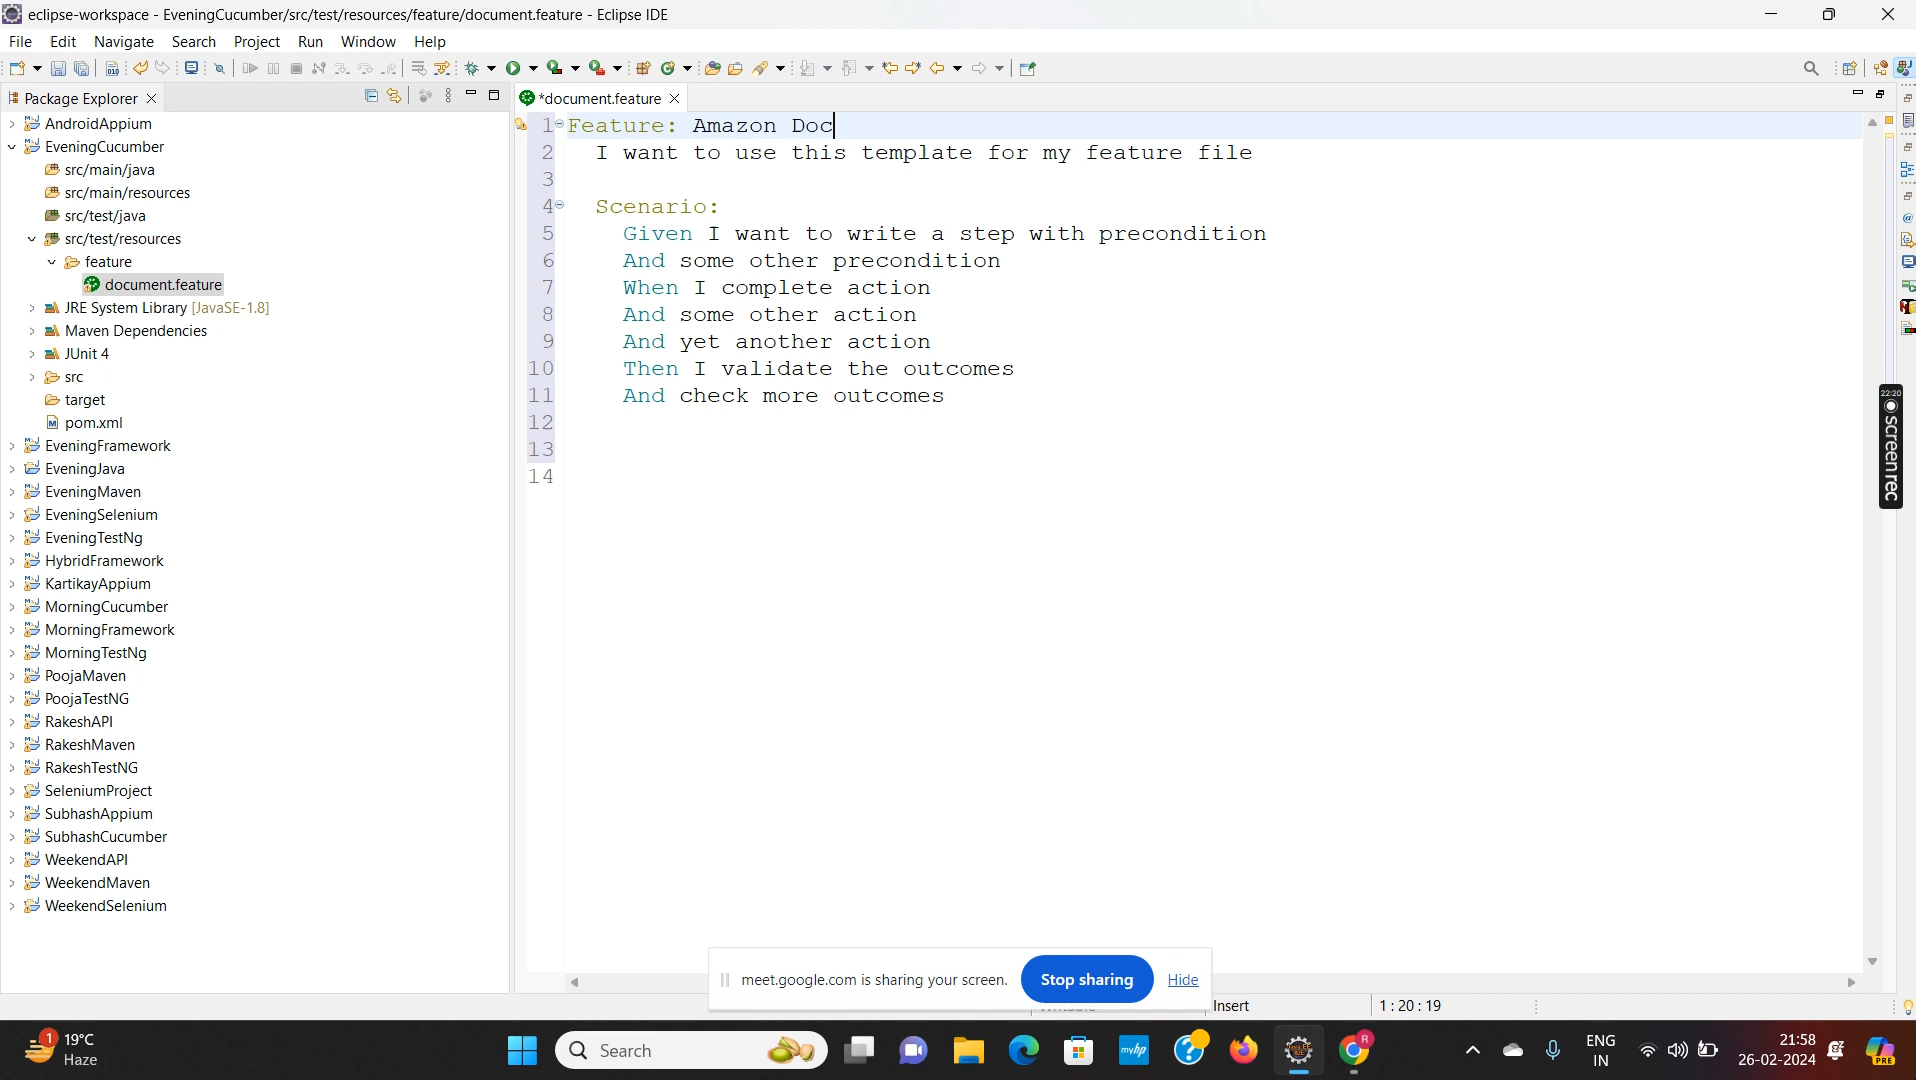 eclipse-workspace - EveningCucumber/src/test/resources/feature/document.feature - Eclipse IDE
File Edit Navigate Search Project Run Window Help
Package Explorer
*document.feature
AndroidAppium
EveningCucumber
src/main/java
src/main/resources
src/test/java
src/test/resources
feature
document.feature
JRE System Library [JavaSE-1.8]
Maven Dependencies
JUnit 4
src
target
pom.xml
EveningFramework
EveningJava
EveningMaven
EveningSelenium
EveningTestNg
HybridFramework
KartikayAppium
MorningCucumber
MorningFramework
MorningTestNg
PoojaMaven
PoojaTestNG
RakeshAPI
RakeshMaven
RakeshTestNG
SeleniumProject
SubhashAppium
SubhashCucumber
WeekendAPI
WeekendMaven
WeekendSelenium
1 Feature: Amazon Doc
2 I want to use this template for my feature file
3
4 Scenario:
5 Given I want to write a step with precondition
6 And some other precondition
7 When I complete action
8 And some other action
9 And yet another action
10 Then I validate the outcomes
11 And check more outcomes
12
13
14
22:20
screenrec
meet.google.com is sharing your screen. Stop sharing Hide
Insert
1 : 20 : 19
1
19°C
Haze
Search
myhp
R
ENG
IN
21:58
26-02-2024
PRE